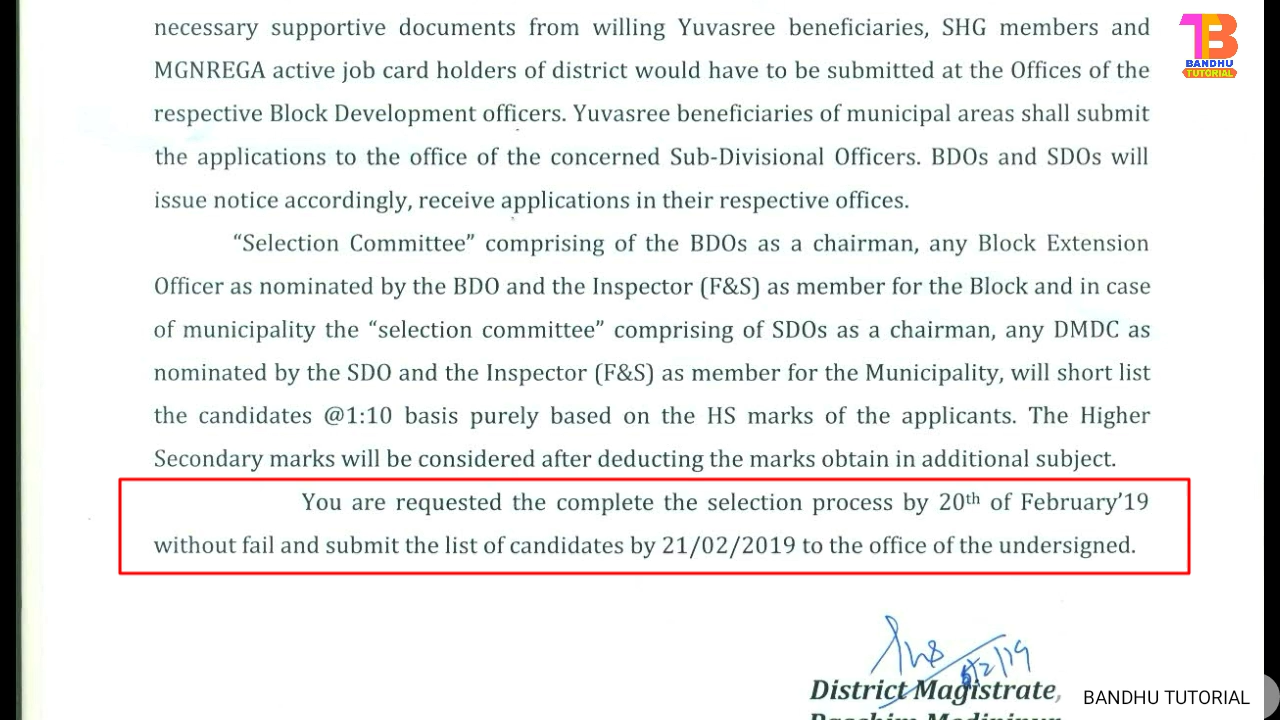 necessary supportive documents from willing Yuvasree beneficiaries, SHG members and
MGNREGA active job card holders of district would have to be submitted at the Offices of the
respective Block Development officers. Yuvasree beneficiaries of municipal areas shall submit
the applications to the office of the concerned Sub-Divisional Officers. BDOs and SDOs will
issue notice accordingly, receive applications in their respective offices.
“Selection Committee” comprising of the BDOs as a chairman, any Block Extension
Officer as nominated by the BDO and the Inspector (F&S) as member for the Block and in case
of municipality the “selection committee” comprising of SDOs as a chairman, any DMDC as
nominated by the SDO and the Inspector (F&S) as member for the Municipality, will short list
the candidates @1:10 basis purely based on the HS marks of the applicants. The Higher
Secondary marks will be considered after deducting the marks obtain in additional subject.
You are requested the complete the selection process by 20th of February’19
without fail and submit the list of candidates by 21/02/2019 to the office of the undersigned.
District Magistrate,
Paschim Medinipur
TB
BANDHU
TUTORIAL
BANDHU TUTORIAL